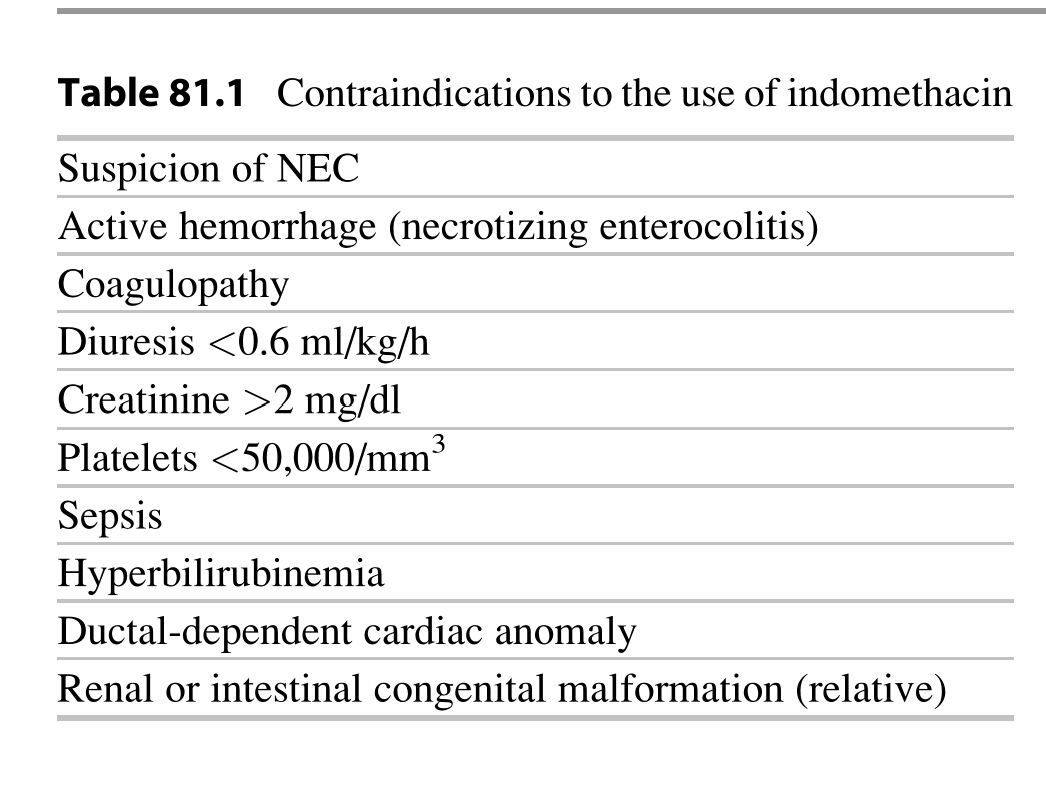 Table 81.1 Contraindications to the use of indomethacin
Suspicion of NEC
Active hemorrhage (necrotizing enterocolitis)
Coagulopathy
Diuresis <0.6 ml/kg/h
Creatinine >2 mg/dl
Platelets <50,000/mm³
Sepsis
Hyperbilirubinemia
Ductal-dependent cardiac anomaly
Renal or intestinal congenital malformation (relative)